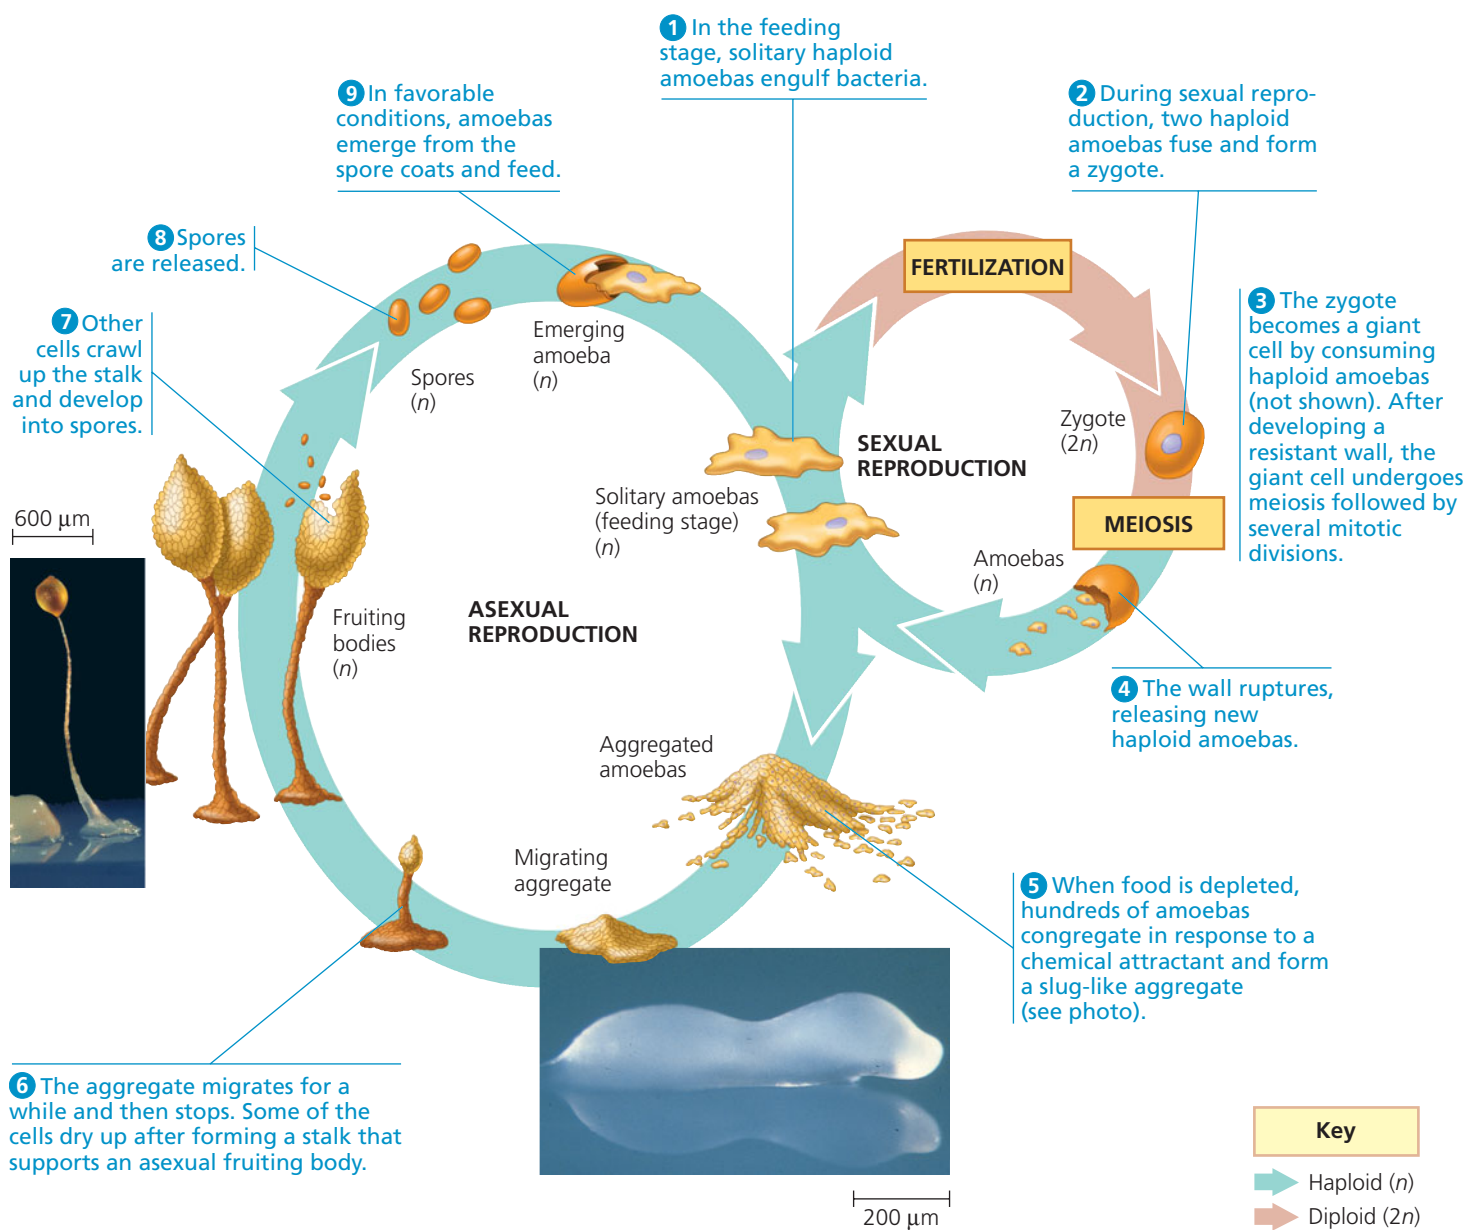 1 In the feeding
stage, solitary haploid
amoebas engulf bacteria.
9 In favorable
conditions, amoebas
emerge from the
spore coats and feed.
2 During sexual repro-
duction, two haploid
amoebas fuse and form
a zygote.
8 Spores
are released.
FERTILIZATION
3 The zygote
becomes a giant
cell by consuming
haploid amoebas
(not shown). After
developing a
resistant wall, the
giant cell undergoes
meiosis followed by
several mitotic
divisions.
7 Other
cells crawl
up the stalk
and develop
into spores.
Emerging
amoeba
(n)
Spores
(n)
Zygote
(2n)
SEXUAL
REPRODUCTION
Solitary amoebas
(feeding stage)
(n)
MEIOSIS
600 µm
Amoebas
(n)
ASEXUAL
REPRODUCTION
Fruiting
bodies
(n)
4 The wall ruptures,
releasing new
haploid amoebas.
Aggregated
amoebas
Migrating
aggregate
5 When food is depleted,
hundreds of amoebas
congregate in response to a
chemical attractant and form
a slug-like aggregate
(see photo).
6 The aggregate migrates for a
while and then stops. Some of the
cells dry up after forming a stalk that
supports an asexual fruiting body.
200 µm
Key
Haploid (n)
Diploid (2n)